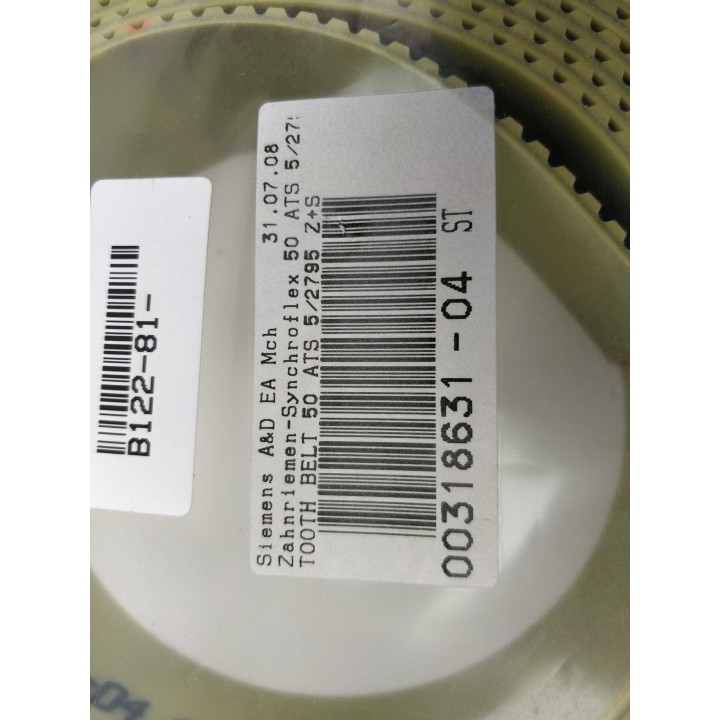 B122-81-
Siemens A&D EA Mch 31.07.08
Zahnriemen-Synchroflex 50 ATS 5/27
TOOTH BELT 50 ATS 5/2795 Z+S
00318631-04 ST